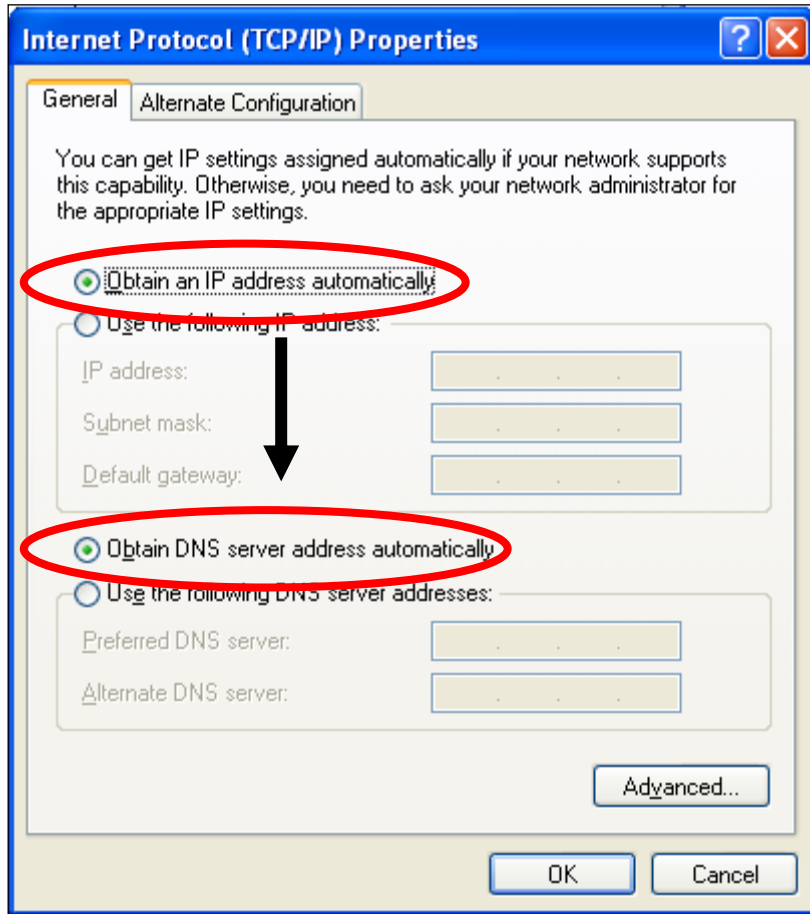 Internet Protocol (TCP/IP) Properties
General
Alternate Configuration
You can get IP settings assigned automatically if your network supports
this capability. Otherwise, you need to ask your network administrator for
the appropriate IP settings.
Obtain an IP address automatically
Use the following IP address:
IP address:
Subnet mask:
Default gateway:
Obtain DNS server address automatically
Use the following DNS server addresses:
Preferred DNS server:
Alternate DNS server:
Advanced...
OK
Cancel